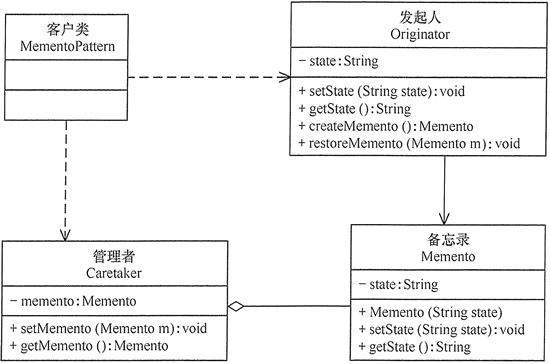 客户类
MementoPattern
发起人
Originator
− state:String
+ setState (String state):void
+ getState ():String
+ createMemento ():Memento
+ restoreMemento (Memento m):void
管理者
Caretaker
− memento:Memento
+ setMemento (Memento m):void
+ getMemento ():Memento
备忘录
Memento
− state:String
+ Memento (String state)
+ setState (String state):void
+ getState ():String